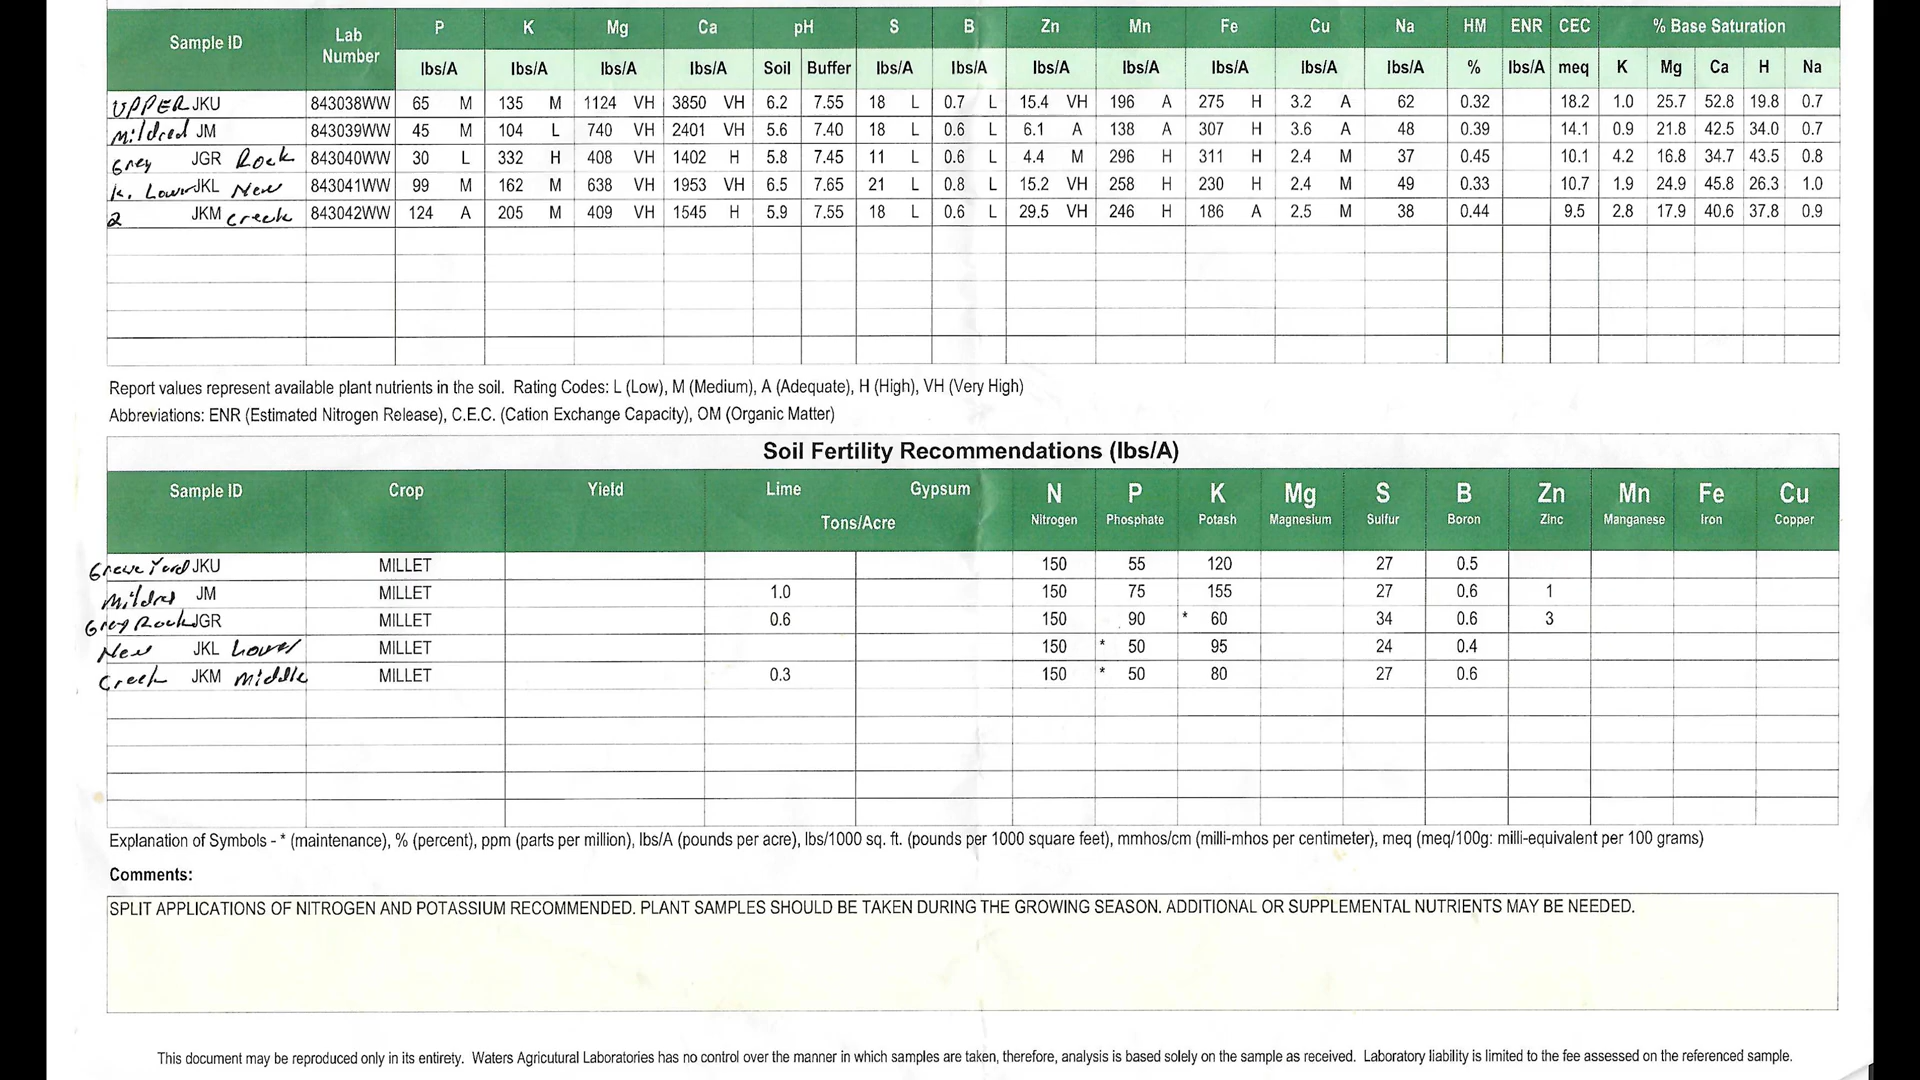 Sample ID Lab Number P K Mg Ca pH S B Zn Mn Fe Cu Na HM ENR CEC % Base Saturation
lbs/A lbs/A lbs/A lbs/A Soil Buffer lbs/A lbs/A lbs/A lbs/A lbs/A lbs/A lbs/A % lbs/A meq K Mg Ca H Na
UPPER JKU 843038WW 65 M 135 M 1124 VH 3850 VH 6.2 7.55 18 L 0.7 L 15.4 VH 196 A 275 H 3.2 A 62 0.32 18.2 1.0 25.7 52.8 19.8 0.7
Mildred JM 843039WW 45 M 104 L 740 VH 2401 VH 5.6 7.40 18 L 0.6 L 6.1 A 138 A 307 H 3.6 A 48 0.39 14.1 0.9 21.8 42.5 34.0 0.7
Grey JGR Rock 843040WW 30 L 332 H 408 VH 1402 H 5.8 7.45 11 L 0.6 L 4.4 M 296 H 311 H 2.4 M 37 0.45 10.1 4.2 16.8 34.7 43.5 0.8
K. Lower JKL New 843041WW 99 M 162 M 638 VH 1953 VH 6.5 7.65 21 L 0.8 L 15.2 VH 258 H 230 H 2.4 M 49 0.33 10.7 1.9 24.9 45.8 26.3 1.0
2 JKM Creek 843042WW 124 A 205 M 409 VH 1545 H 5.9 7.55 18 L 0.6 L 29.5 VH 246 H 186 A 2.5 M 38 0.44 9.5 2.8 17.9 40.6 37.8 0.9
Report values represent available plant nutrients in the soil. Rating Codes: L (Low), M (Medium), A (Adequate), H (High), VH (Very High)
Abbreviations: ENR (Estimated Nitrogen Release), C.E.C. (Cation Exchange Capacity), OM (Organic Matter)
Soil Fertility Recommendations (lbs/A)
Sample ID Crop Yield Lime Gypsum N P K Mg S B Zn Mn Fe Cu
Tons/Acre Nitrogen Phosphate Potash Magnesium Sulfur Boron Zinc Manganese Iron Copper
Grave Yard JKU MILLET 150 55 120 27 0.5
Mildred JM MILLET 1.0 150 75 155 27 0.6 1
Grey Rock JGR MILLET 0.6 150 90 * 60 34 0.6 3
New JKL Lower MILLET 150 * 50 95 24 0.4
Creek JKM Middle MILLET 0.3 150 * 50 80 27 0.6
Explanation of Symbols - * (maintenance), % (percent), ppm (parts per million), lbs/A (pounds per acre), lbs/1000 sq. ft. (pounds per 1000 square feet), mmhos/cm (milli-mhos per centimeter), meq (meq/100g: milli-equivalent per 100 grams)
Comments:
SPLIT APPLICATIONS OF NITROGEN AND POTASSIUM RECOMMENDED. PLANT SAMPLES SHOULD BE TAKEN DURING THE GROWING SEASON. ADDITIONAL OR SUPPLEMENTAL NUTRIENTS MAY BE NEEDED.
This document may be reproduced only in its entirety. Waters Agricutural Laboratories has no control over the manner in which samples are taken, therefore, analysis is based solely on the sample as received. Laboratory liability is limited to the fee assessed on the referenced sample.